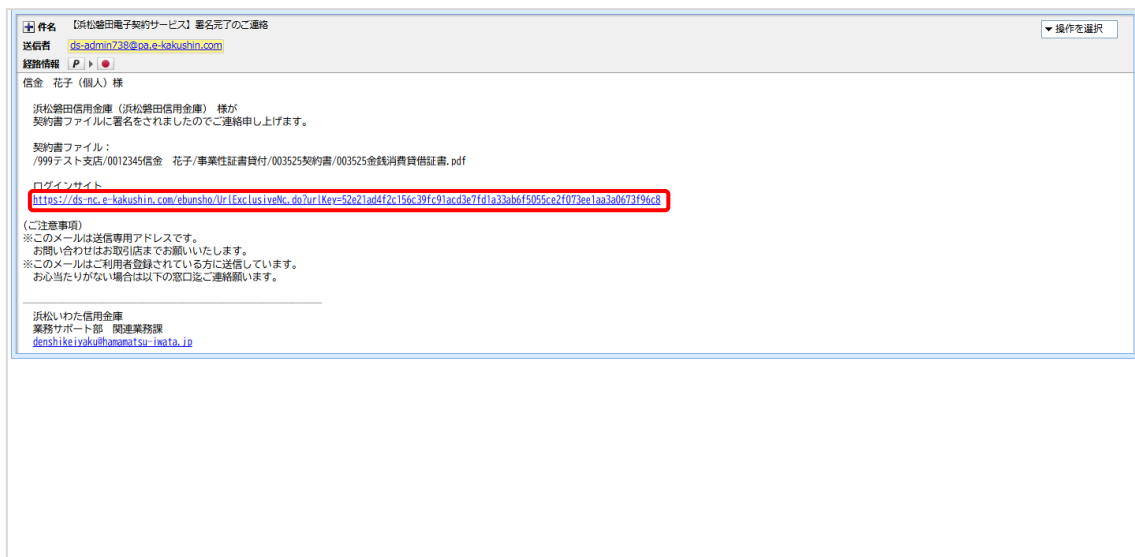 件名 【浜松磐田電子契約サービス】署名完了のご連絡
▼操作を選択
送信者 ds-admin738@pa.e-kakushin.com
経路情報 P
信金 花子（個人）様
浜松磐田信用金庫（浜松磐田信用金庫） 様が
契約書ファイルに署名をされましたのでご連絡申し上げます。
契約書ファイル：
/999テスト支店/0012345信金 花子/事業性証書貸付/003525契約書/003525金銭消費貸借証書.pdf
ログインサイト
https://ds-nc.e-kakushin.com/ebunsho/UrlExclusiveNc.do?urlKey=52e21ad4f2c156c39fc91acd3e7fd1a33ab6f5055ce2f073ee1aa3a0673f96c8
（ご注意事項）
※このメールは送信専用アドレスです。
お問い合わせはお取引店までお願いいたします。
※このメールはご利用者登録されている方に送信しています。
お心当たりがない場合は以下の窓口迄ご連絡願います。
浜松いわた信用金庫
業務サポート部 関連業務課
denshikeiyaku@hamamatsu-iwata.jp